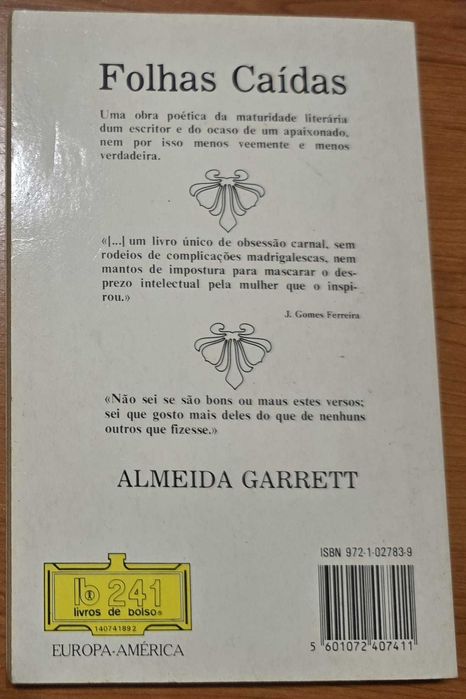 Folhas Caídas
Uma obra poética da maturidade literária
dum escritor e do ocaso de um apaixonado,
nem por isso menos veemente e menos
verdadeira.
«[...] um livro único de obsessão carnal, sem
rodeios de complicações madrigalescas, nem
mantos de impostura para mascarar o des-
prezo intelectual pela mulher que o inspi-
rou.»
J. Gomes Ferreira
«Não sei se são bons ou maus estes versos;
sei que gosto mais deles do que de nenhuns
outros que fizesse.»
ALMEIDA GARRETT
ISBN 972-1-02783-9
lb 241
livros de bolso®
140741892
EUROPA-AMÉRICA
5 601072 407411